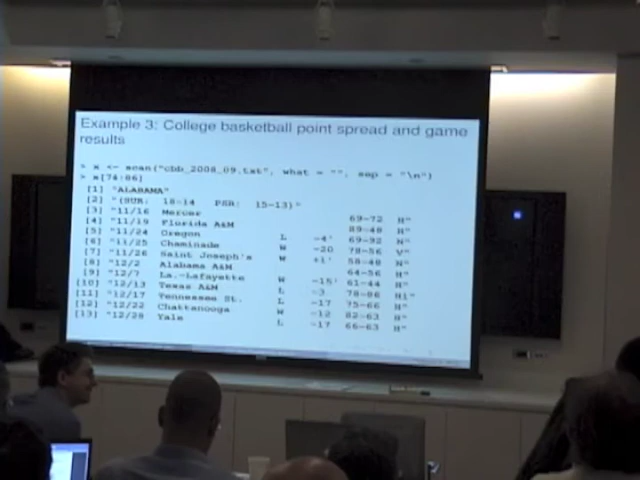 Example 3: College basketball point spread and game
results
> x <- scan("cbb_2008_09.txt", what = "", sep = "\n")
> x[74:86]
[1] "ALABAMA"
[2] "(SUR: 18-14 PSR: 15-13)"
[3] "11/16 Mercer 69-72 H"
[4] "11/19 Florida A&M 89-48 H"
[5] "11/24 Oregon L -4' 69-92 N"
[6] "11/25 Chaminade W -20 78-56 V"
[7] "11/26 Saint Joseph's W +1' 58-48 N"
[8] "12/2 Alabama A&M 64-56 H"
[9] "12/7 La.-Lafayette W -15' 61-44 H"
[10] "12/13 Texas A&M L -3 78-86 H1"
[11] "12/17 Tennessee St. L -17 75-66 H"
[12] "12/22 Chattanooga W -12 82-63 H"
[13] "12/28 Yale L -17 66-63 H"